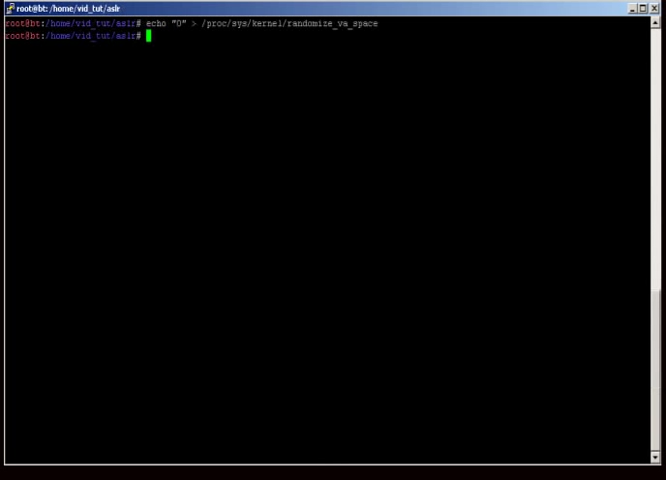 root@bt: /home/vid_tut/aslr
root@bt:/home/vid_tut/aslr# echo "0" > /proc/sys/kernel/randomize_va_space
root@bt:/home/vid_tut/aslr#